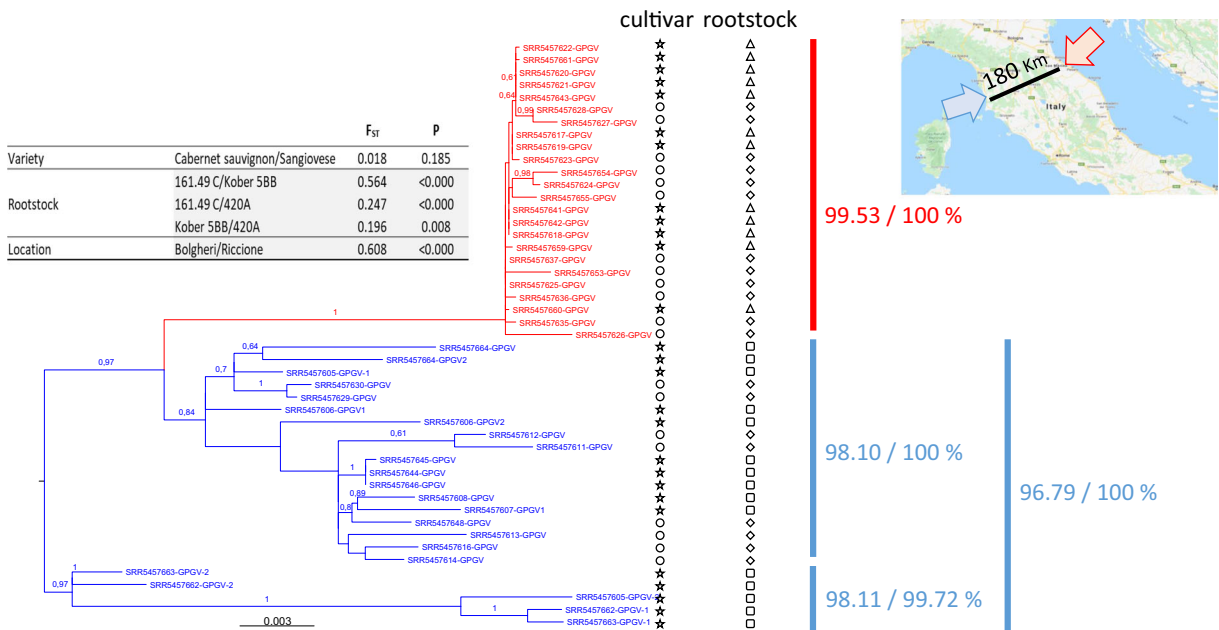 cultivar rootstock
SRR5457622-GPGV
SRR5457661-GPGV
0,61
SRR5457620-GPGV
SRR5457621-GPGV
0,64
SRR5457643-GPGV
0,99
SRR5457628-GPGV
SRR5457627-GPGV
SRR5457617-GPGV
SRR5457619-GPGV
SRR5457623-GPGV
0,98
SRR5457654-GPGV
SRR5457624-GPGV
SRR5457655-GPGV
SRR5457641-GPGV
SRR5457642-GPGV
SRR5457618-GPGV
SRR5457659-GPGV
SRR5457637-GPGV
SRR5457653-GPGV
SRR5457625-GPGV
SRR5457636-GPGV
SRR5457660-GPGV
1
SRR5457635-GPGV
SRR5457626-GPGV
FST P
Variety Cabernet sauvignon/Sangiovese 0.018 0.185
161.49 C/Kober 5BB 0.564 <0.000
Rootstock 161.49 C/420A 0.247 <0.000
Kober 5BB/420A 0.196 0.008
Location Bolgheri/Riccione 0.608 <0.000
180 Km
Bologna
Italy
99.53 / 100 %
0,97
0,64
SRR5457664-GPGV
SRR5457664-GPGV2
0,7
SRR5457605-GPGV-1
1
SRR5457630-GPGV
SRR5457629-GPGV
0,84
SRR5457606-GPGV1
SRR5457606-GPGV2
0,61
SRR5457612-GPGV
SRR5457611-GPGV
SRR5457645-GPGV
1
SRR5457644-GPGV
SRR5457646-GPGV
0,89
SRR5457608-GPGV
0,8
SRR5457607-GPGV1
SRR5457648-GPGV
SRR5457613-GPGV
SRR5457616-GPGV
SRR5457614-GPGV
98.10 / 100 %
96.79 / 100 %
1
SRR5457663-GPGV-2
0,97
SRR5457662-GPGV-2
1
SRR5457605-GPGV-2
1
SRR5457662-GPGV-1
SRR5457663-GPGV-1
98.11 / 99.72 %
0.003